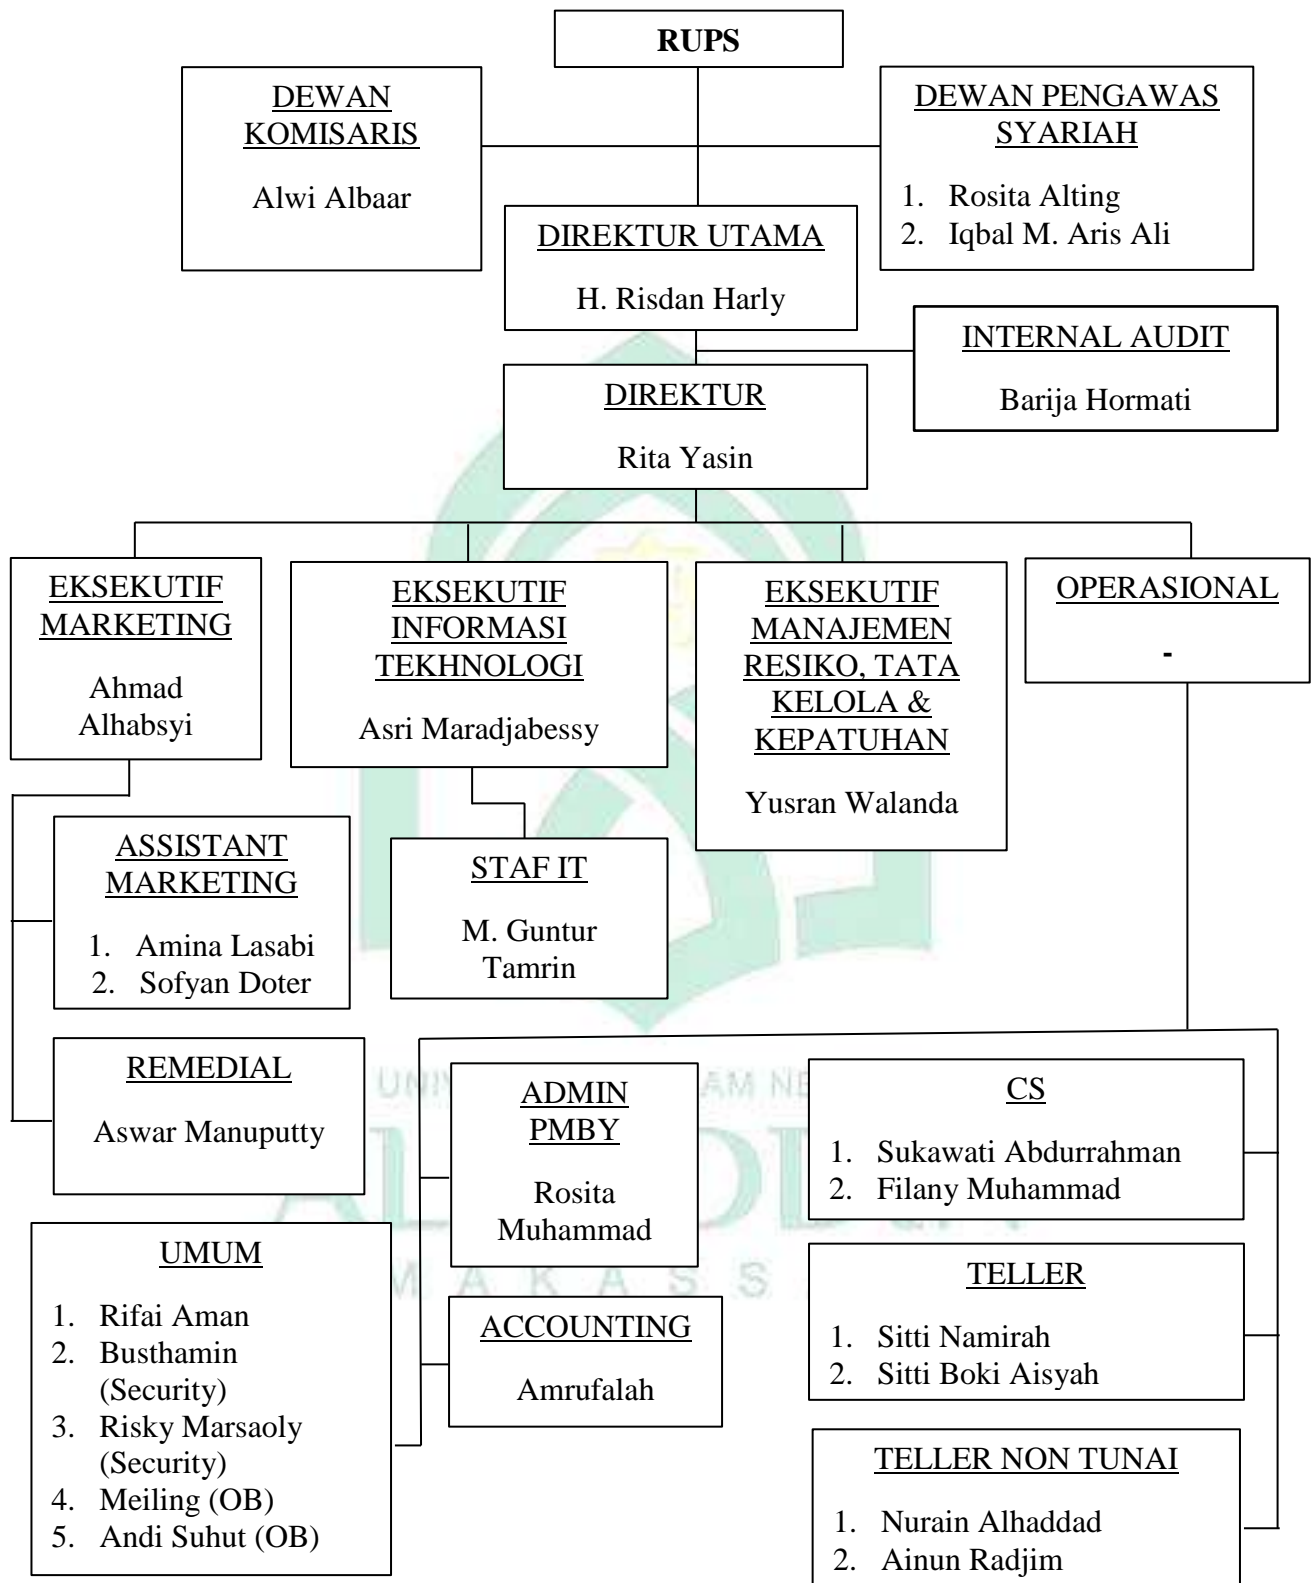 RUPS
DEWAN
KOMISARIS
Alwi Albaar
DEWAN PENGAWAS
SYARIAH
1. Rosita Alting
2. Iqbal M. Aris Ali
DIREKTUR UTAMA
H. Risdan Harly
INTERNAL AUDIT
Barija Hormati
DIREKTUR
Rita Yasin
EKSEKUTIF
MARKETING
Ahmad
Alhabsyi
EKSEKUTIF
INFORMASI
TEKHNOLOGI
Asri Maradjabessy
EKSEKUTIF
MANAJEMEN
RESIKO, TATA
KELOLA &
KEPATUHAN
Yusran Walanda
OPERASIONAL
-
ASSISTANT
MARKETING
1. Amina Lasabi
2. Sofyan Doter
STAF IT
M. Guntur
Tamrin
REMEDIAL
Aswar Manuputty
ADMIN
PMBY
Rosita
Muhammad
CS
1. Sukawati Abdurrahman
2. Filany Muhammad
UMUM
1. Rifai Aman
2. Busthamin
(Security)
3. Risky Marsaoly
(Security)
4. Meiling (OB)
5. Andi Suhut (OB)
ACCOUNTING
Amrufalah
TELLER
1. Sitti Namirah
2. Sitti Boki Aisyah
TELLER NON TUNAI
1. Nurain Alhaddad
2. Ainun Radjim